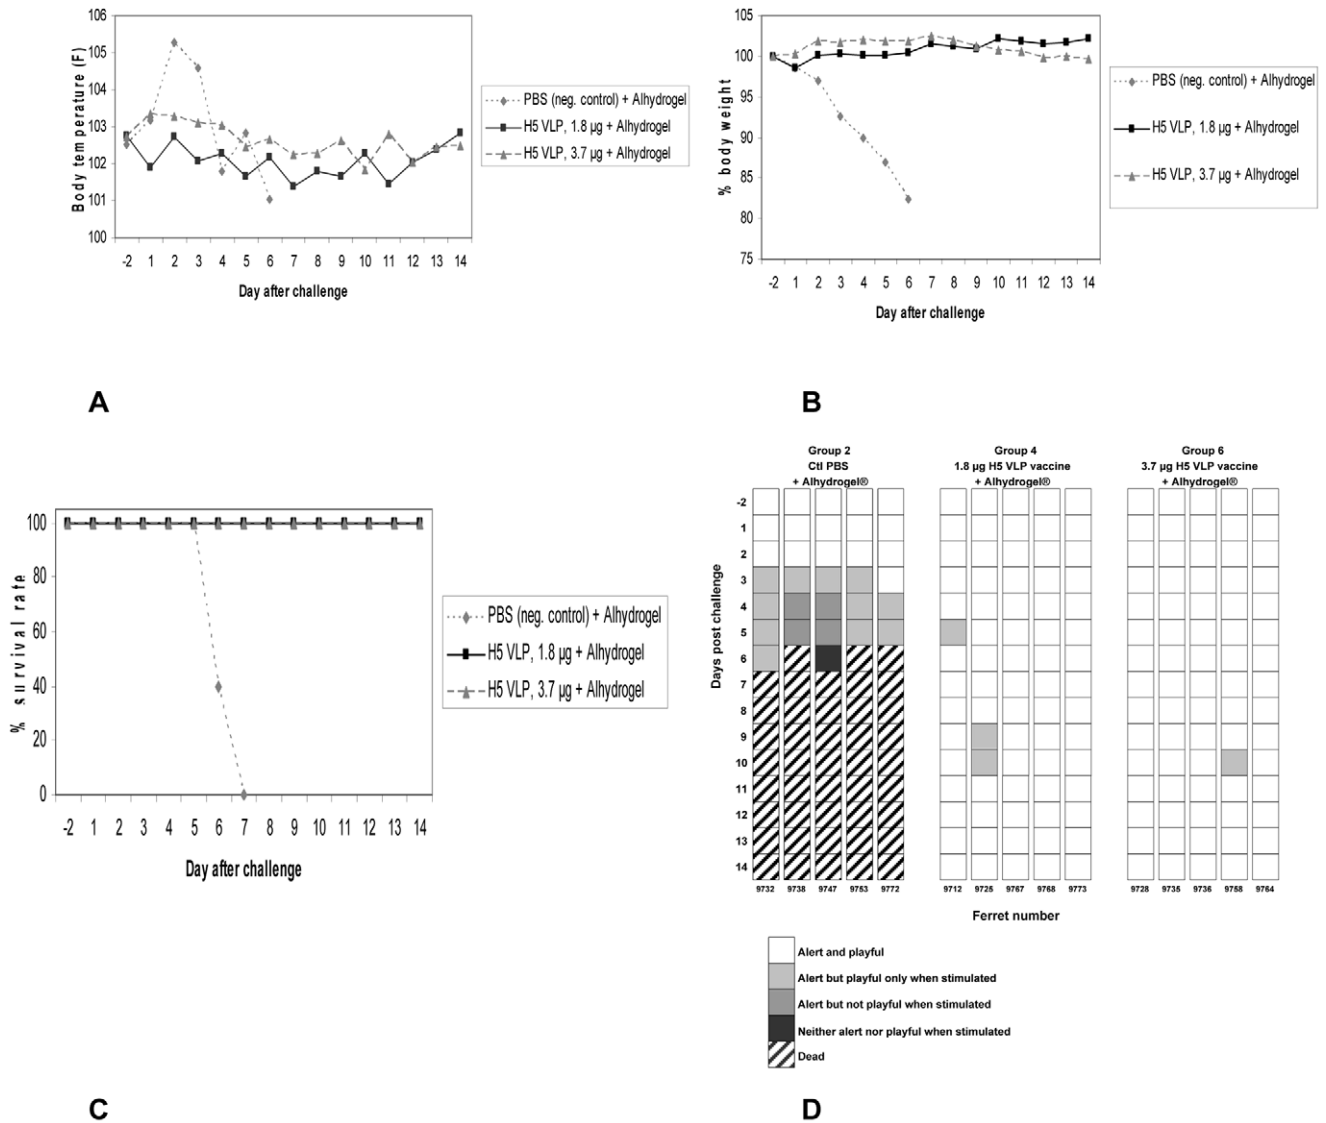 106
105
104
103
102
101
100
Body temperature (F)
-2 1 2 3 4 5 6 7 8 9 10 11 12 13 14
Day after challenge
PBS (neg. control) + Alhydrogel
H5 VLP, 1.8 µg + Alhydrogel
H5 VLP, 3.7 µg + Alhydrogel
A
105
100
95
90
85
80
75
% body weight
-2 1 2 3 4 5 6 7 8 9 10 11 12 13 14
Day after challenge
PBS (neg. control) + Alhydrogel
H5 VLP, 1.8 µg + Alhydrogel
H5 VLP, 3.7 µg + Alhydrogel
B
100
80
60
40
20
0
% survival rate
-2 1 2 3 4 5 6 7 8 9 10 11 12 13 14
Day after challenge
PBS (neg. control) + Alhydrogel
H5 VLP, 1.8 µg + Alhydrogel
H5 VLP, 3.7 µg + Alhydrogel
C
Group 2
Ctl PBS
+ Alhydrogel®
Group 4
1.8 µg H5 VLP vaccine
+ Alhydrogel®
Group 6
3.7 µg H5 VLP vaccine
+ Alhydrogel®
Days post challenge
-2
1
2
3
4
5
6
7
8
9
10
11
12
13
14
9732 9738 9747 9753 9772
9712 9725 9767 9768 9773
9728 9735 9736 9758 9764
Ferret number
Alert and playful
Alert but playful only when stimulated
Alert but not playful when stimulated
Neither alert nor playful when stimulated
Dead
D